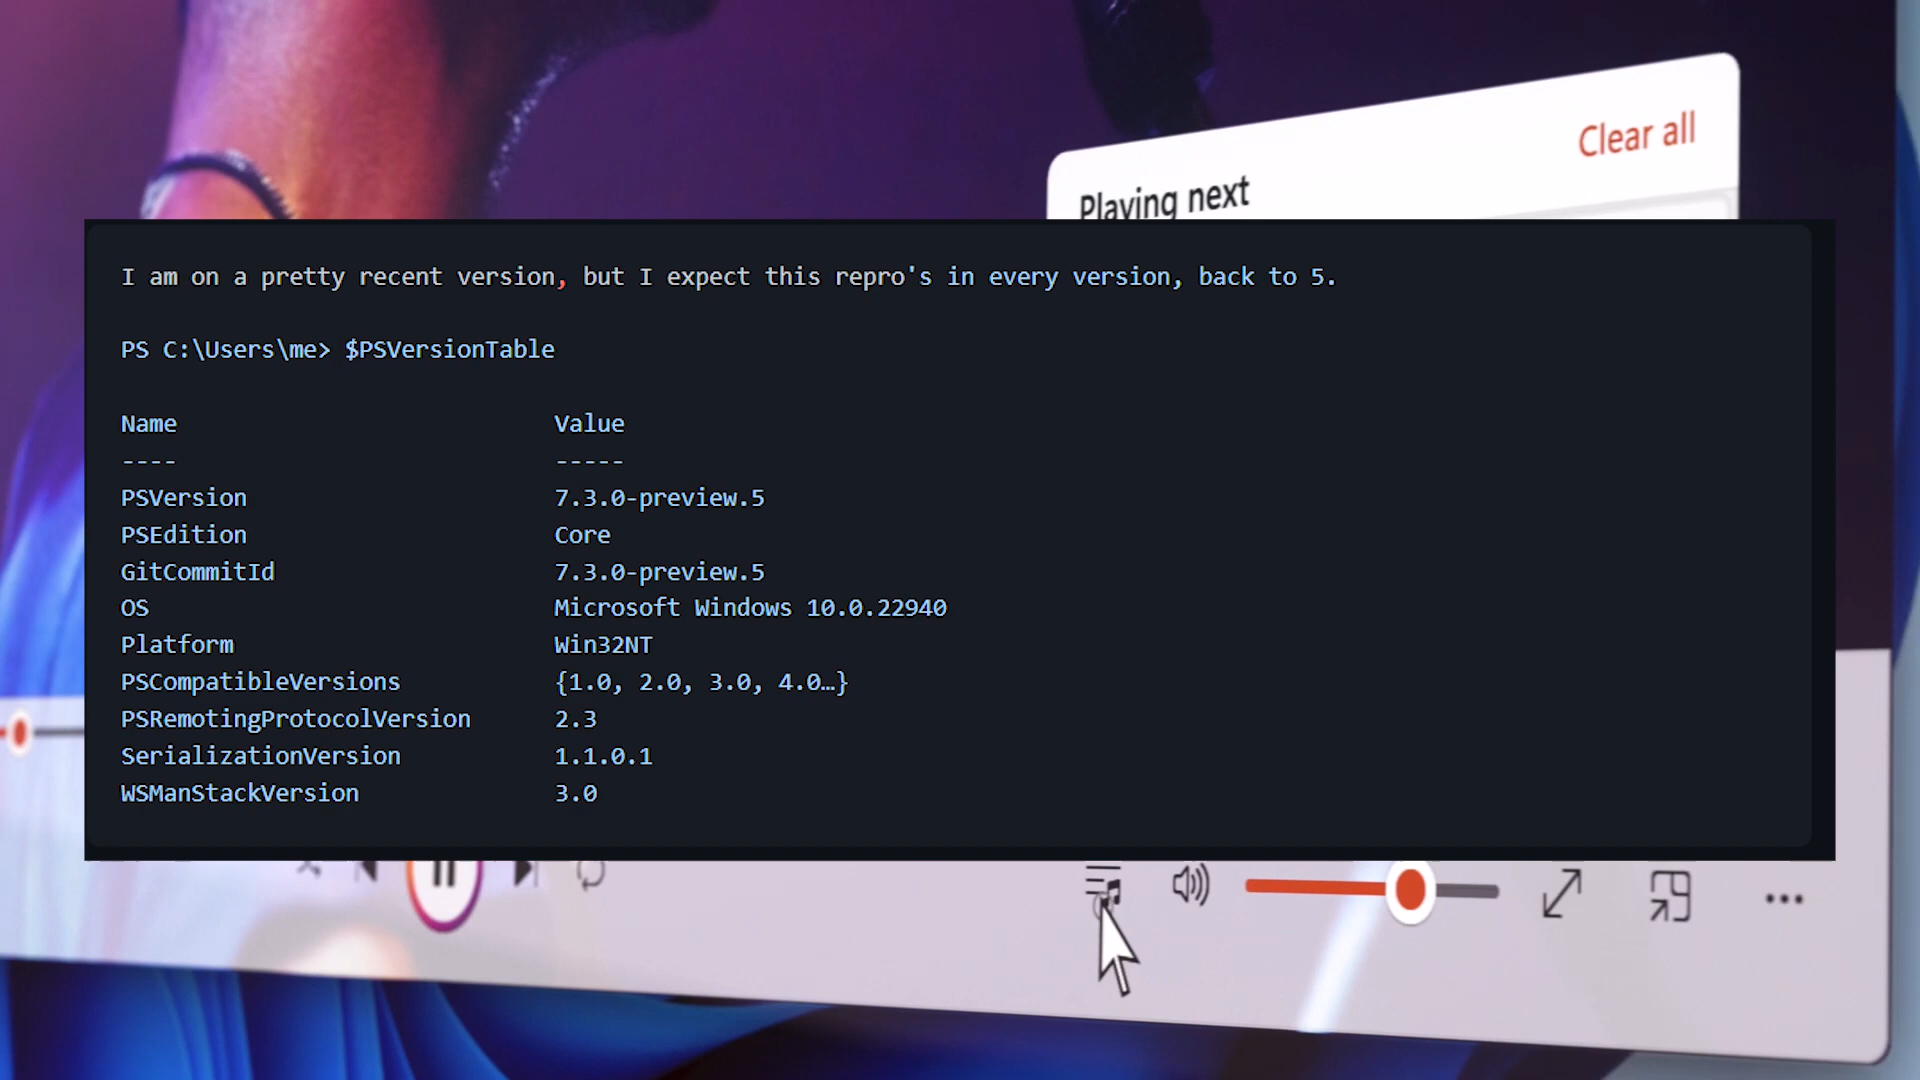 Clear all
Playing next
I am on a pretty recent version, but I expect this repro's in every version, back to 5.
PS C:\Users\me> $PSVersionTable
Name Value
---- -----
PSVersion 7.3.0-preview.5
PSEdition Core
GitCommitId 7.3.0-preview.5
OS Microsoft Windows 10.0.22940
Platform Win32NT
PSCompatibleVersions {1.0, 2.0, 3.0, 4.0…}
PSRemotingProtocolVersion 2.3
SerializationVersion 1.1.0.1
WSManStackVersion 3.0